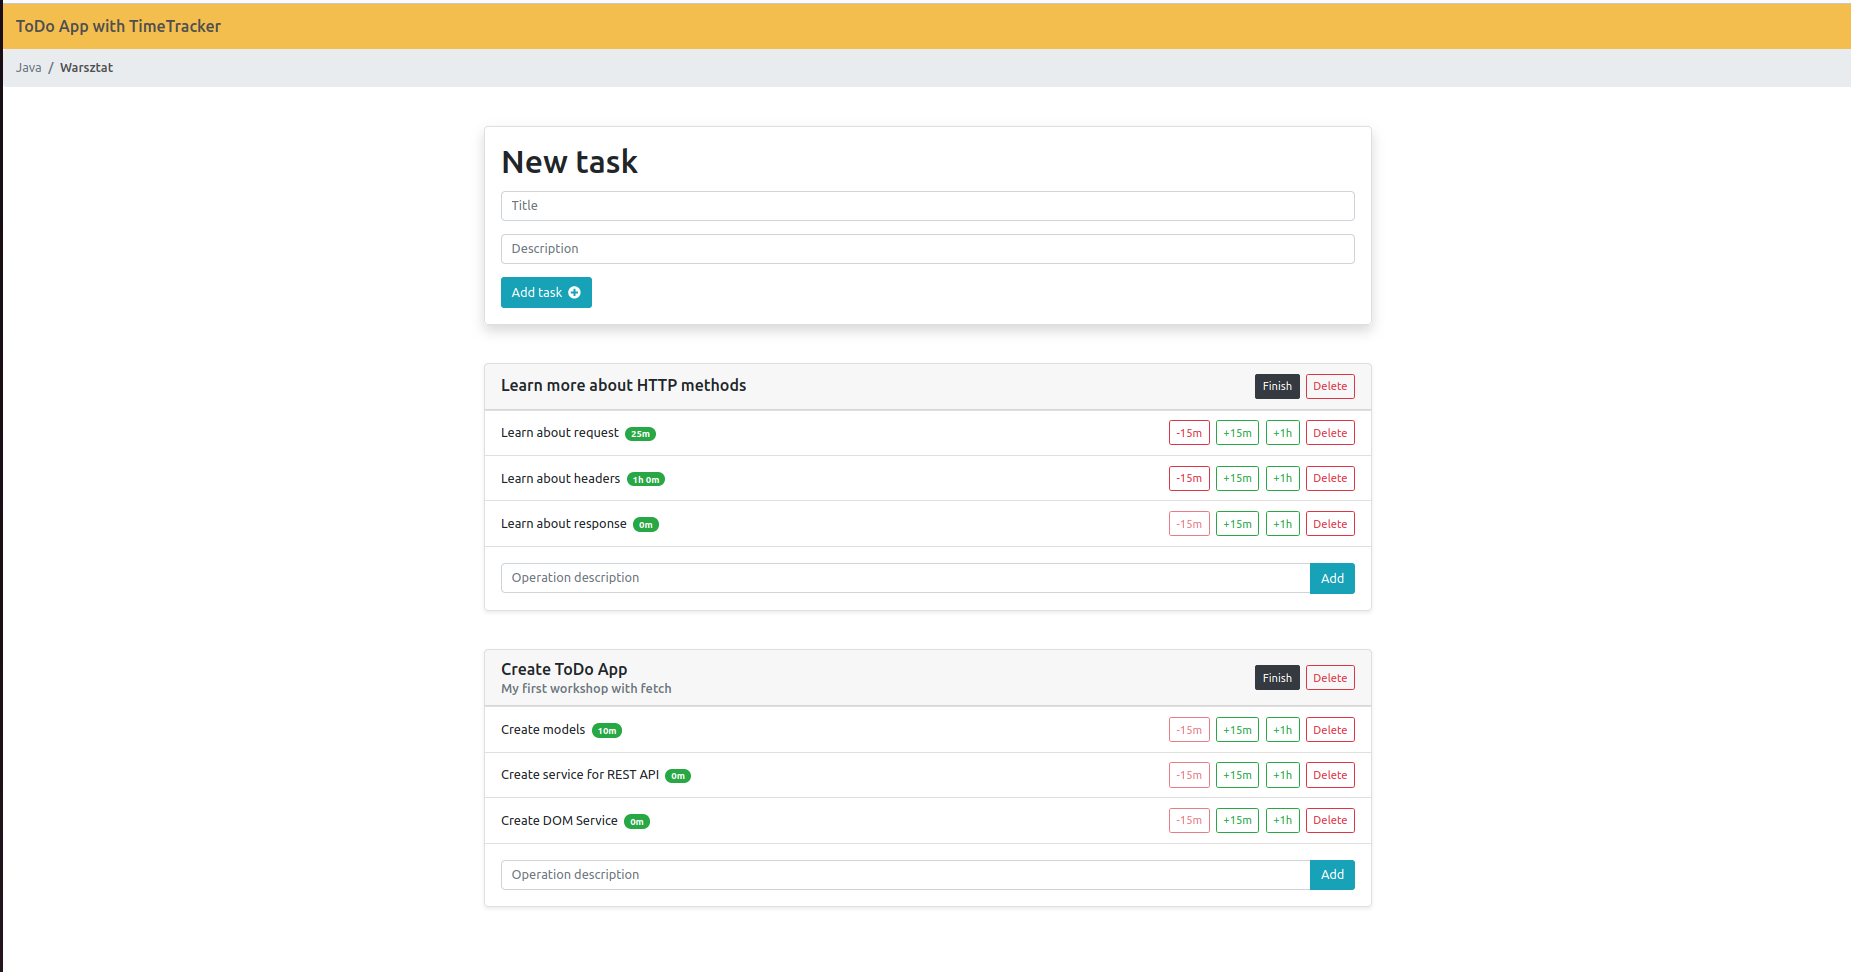 ToDo App with TimeTracker
Java / Warsztat
New task
Title
Description
Add task
Learn more about HTTP methods Finish Delete
Learn about request 25m -15m +15m +1h Delete
Learn about headers 1h 0m -15m +15m +1h Delete
Learn about response 0m -15m +15m +1h Delete
Operation description Add
Create ToDo App
My first workshop with fetch Finish Delete
Create models 10m -15m +15m +1h Delete
Create service for REST API 0m -15m +15m +1h Delete
Create DOM Service 0m -15m +15m +1h Delete
Operation description Add